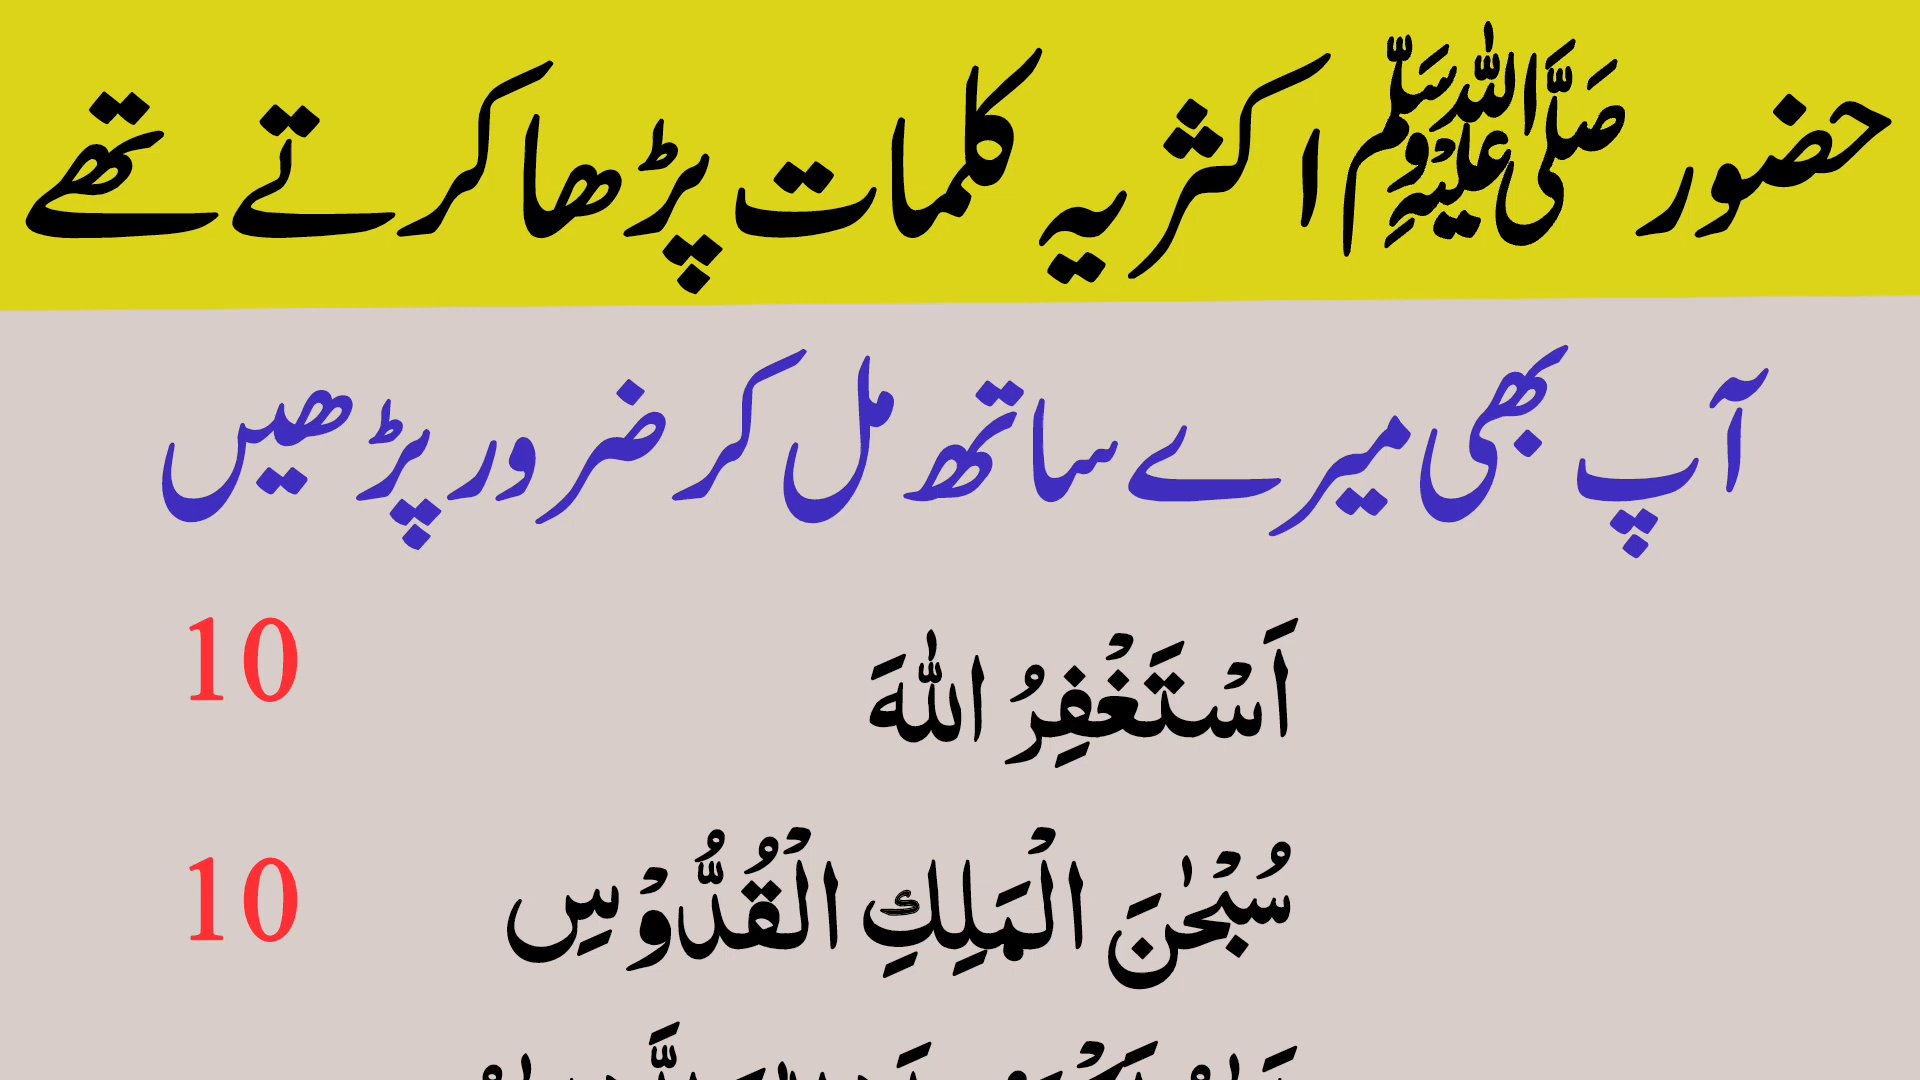 حضور ﷺ اکثر یہ کلمات پڑھا کرتے تھے
آپ بھی میرے ساتھ مل کر ضرور پڑھیں
اَسْتَغْفِرُ اللّٰهَ 10
سُبْحٰنَ الْمَلِكِ الْقُدُّوْسِ 10